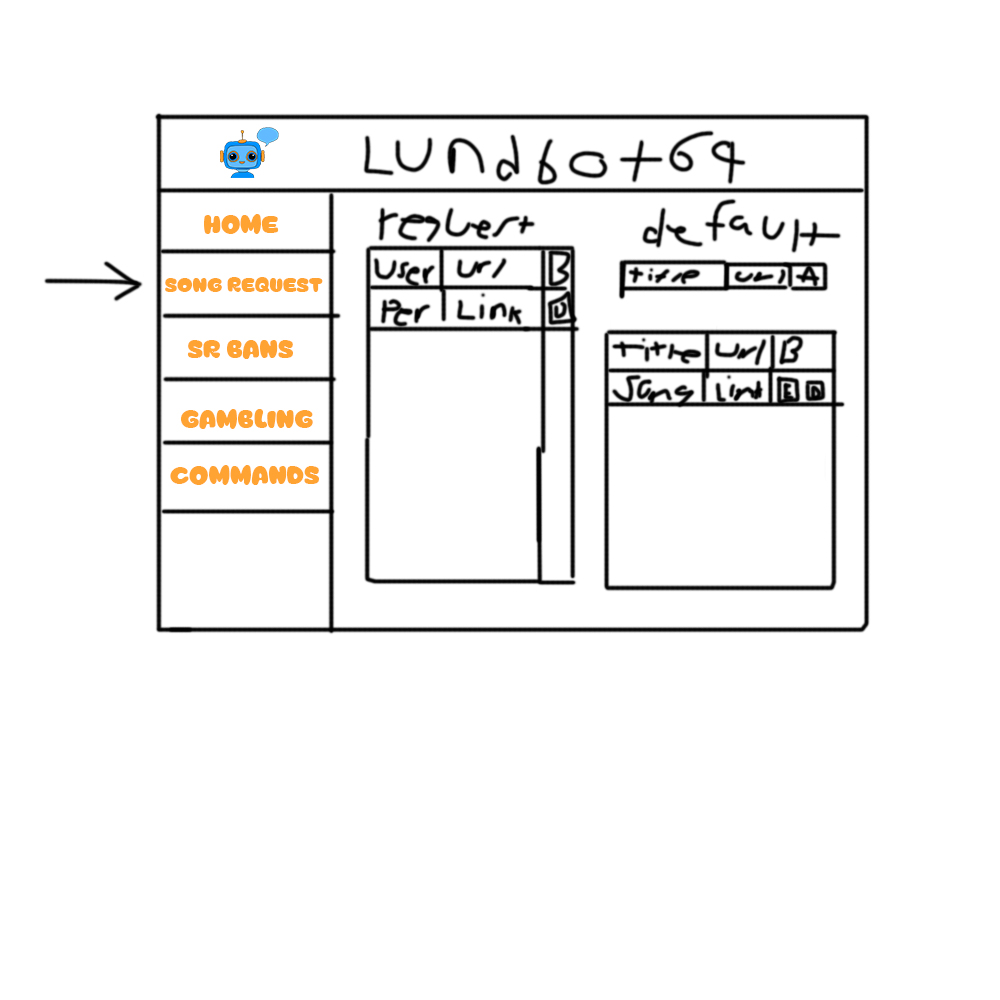 Lundbot64
HOME
SONG REQUEST
SR BANS
GAMBLING
COMMANDS
request
user url B
Per Link D
default
title url A
title url B
Song Link E D